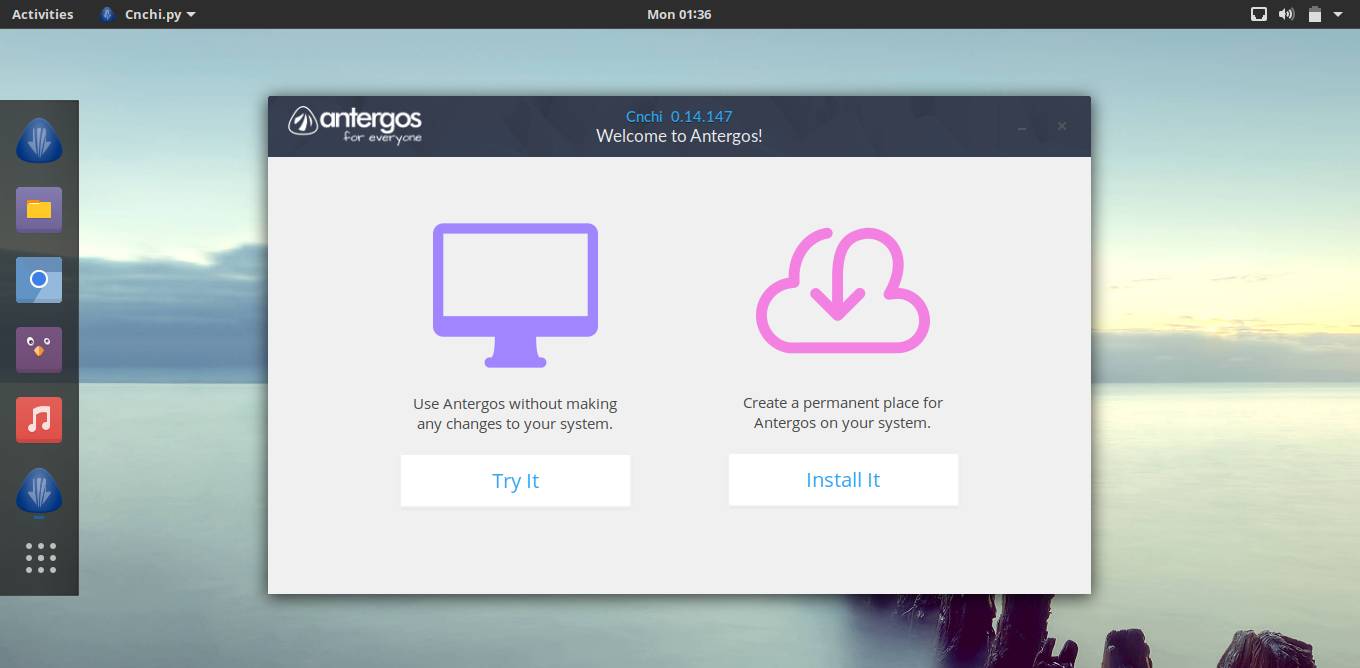 Activities
Cnchi.py
Mon 01:36
antergos
for everyone
Cnchi 0.14.147
Welcome to Antergos!
Use Antergos without making
any changes to your system.
Try It
Create a permanent place for
Antergos on your system.
Install It